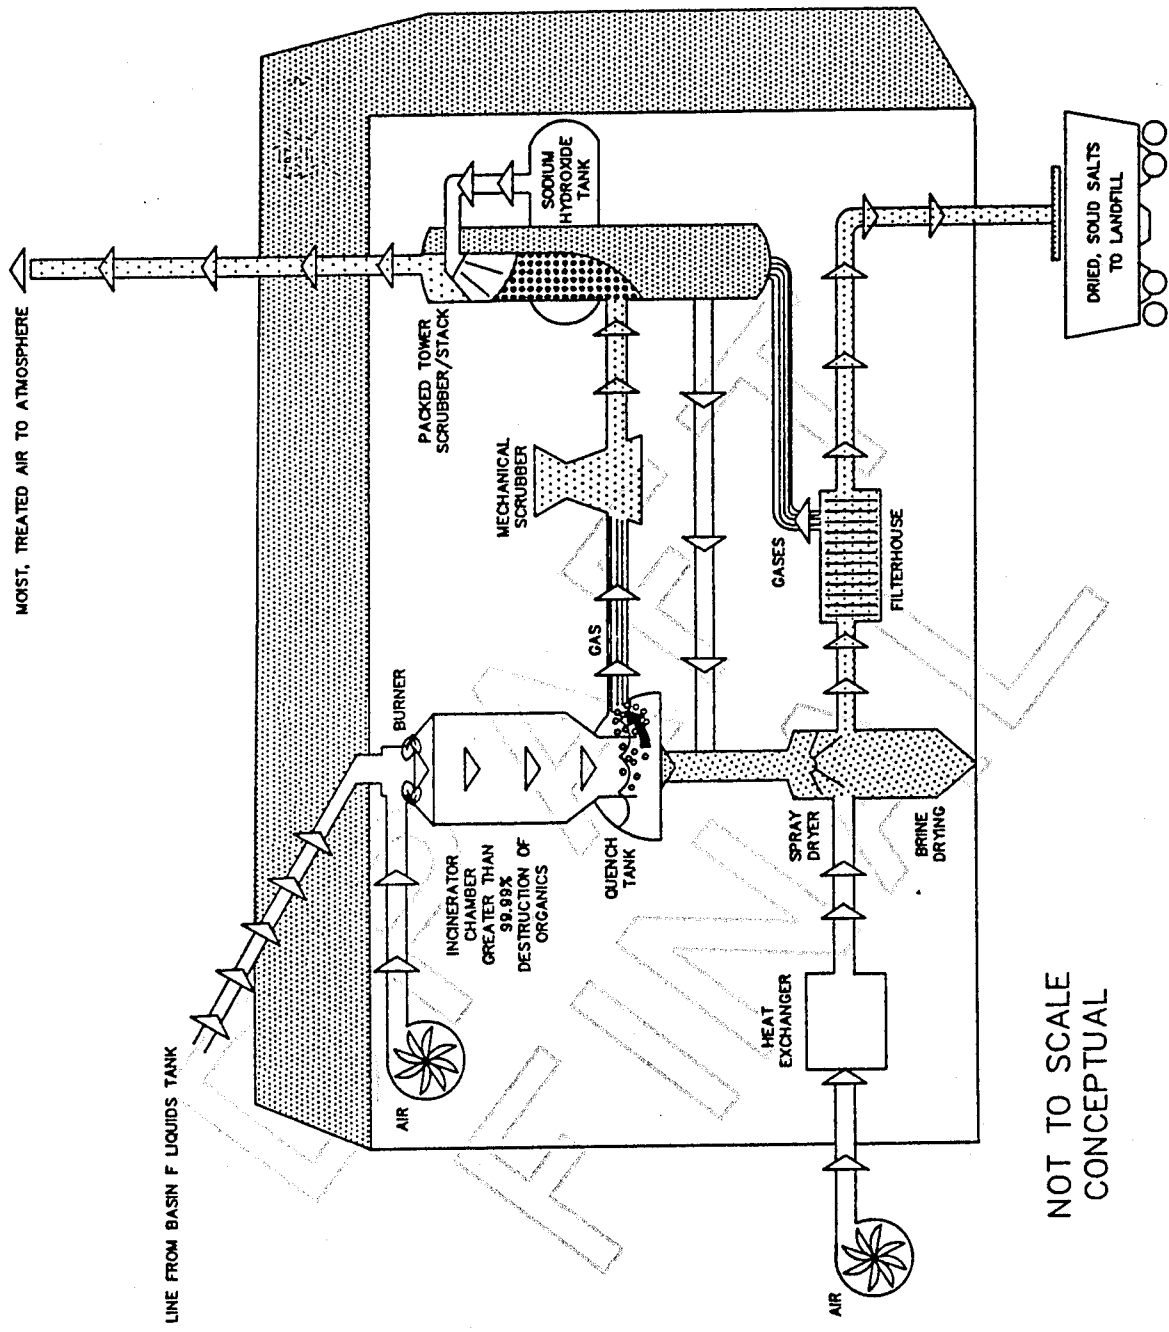 MOIST, TREATED AIR TO ATMOSPHERE
LINE FROM BASIN F LIQUIDS TANK
PACKED TOWER
SCRUBBER/STACK
SODIUM
HYDROXIDE
TANK
MECHANICAL
SCRUBBER
BURNER
GAS
AIR
INCINERATOR
CHAMBER
GREATER THAN
99.99%
DESTRUCTION OF
ORGANICS
QUENCH
TANK
GASES
FILTERHOUSE
SPRAY
DRYER
BRINE
DRYING
HEAT
EXCHANGER
AIR
DRIED, SOLID SALTS
TO LANDFILL
NOT TO SCALE
CONCEPTUAL
FINAL